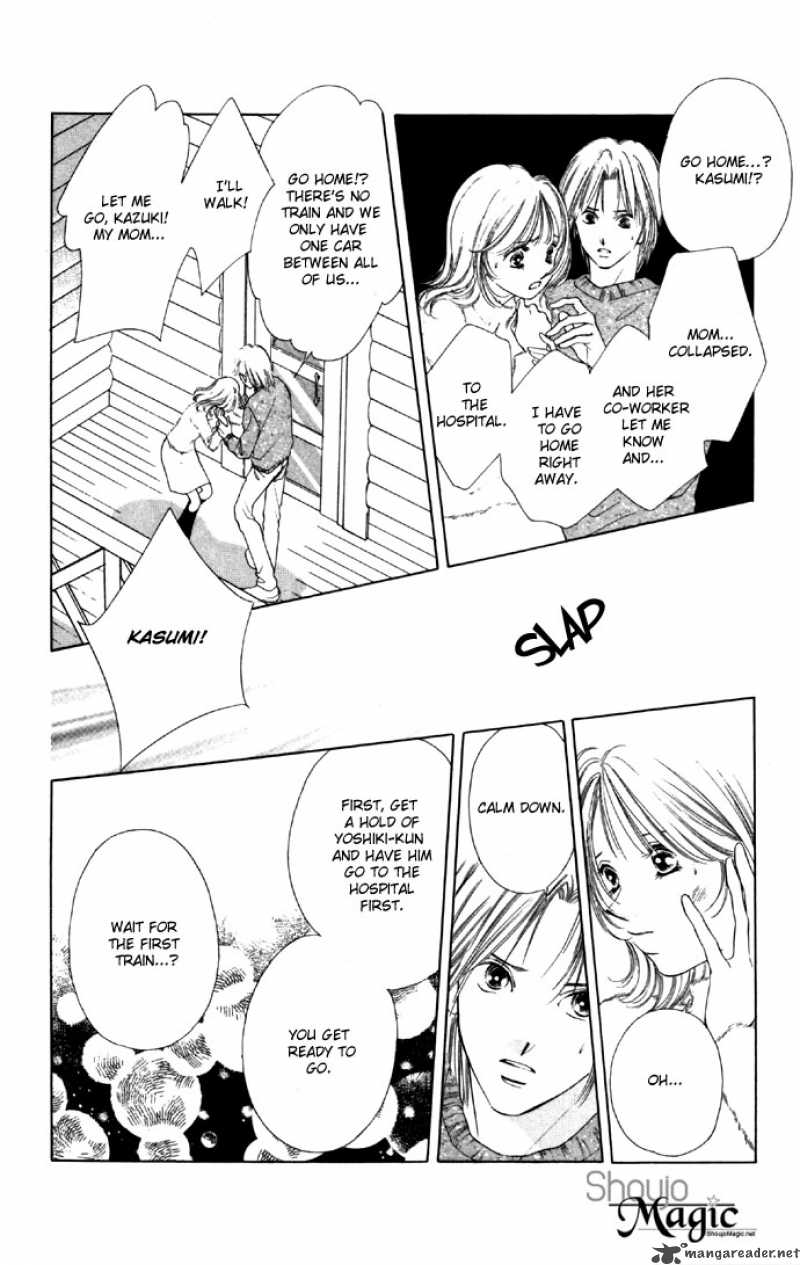 GO HOME...?
KASUMI!?
MOM...
COLLAPSED.
AND HER
CO-WORKER
LET ME
KNOW
AND...
I HAVE
TO GO
HOME
RIGHT
AWAY.
TO
THE
HOSPITAL.
GO HOME!?
THERE'S NO
TRAIN AND WE
ONLY HAVE
ONE CAR
BETWEEN ALL
OF US...
I'LL
WALK!
LET ME
GO, KAZUKI!
MY MOM...
KASUMI!
SLAP
OH...
CALM DOWN.
FIRST, GET
A HOLD OF
YOSHIKI-KUN
AND HAVE HIM
GO TO THE
HOSPITAL
FIRST.
YOU GET
READY TO
GO.
WAIT FOR
THE FIRST
TRAIN...?
Shoujo
Magic
ShoujoMagic.net
mangareader.net